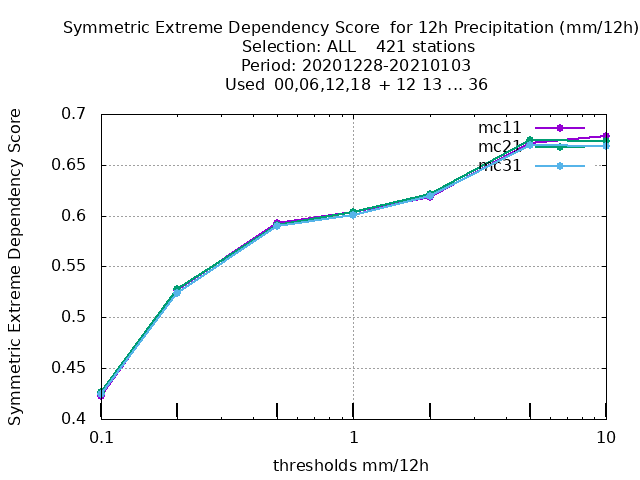 Symmetric Extreme Dependency Score for 12h Precipitation (mm/12h)
Selection: ALL 421 stations
Period: 20201228-20210103
Used 00,06,12,18 + 12 13 ... 36
Symmetric Extreme Dependency Score
0.7
0.65
0.6
0.55
0.5
0.45
0.4
mc11
mc21
mc31
0.1 1 10
thresholds mm/12h